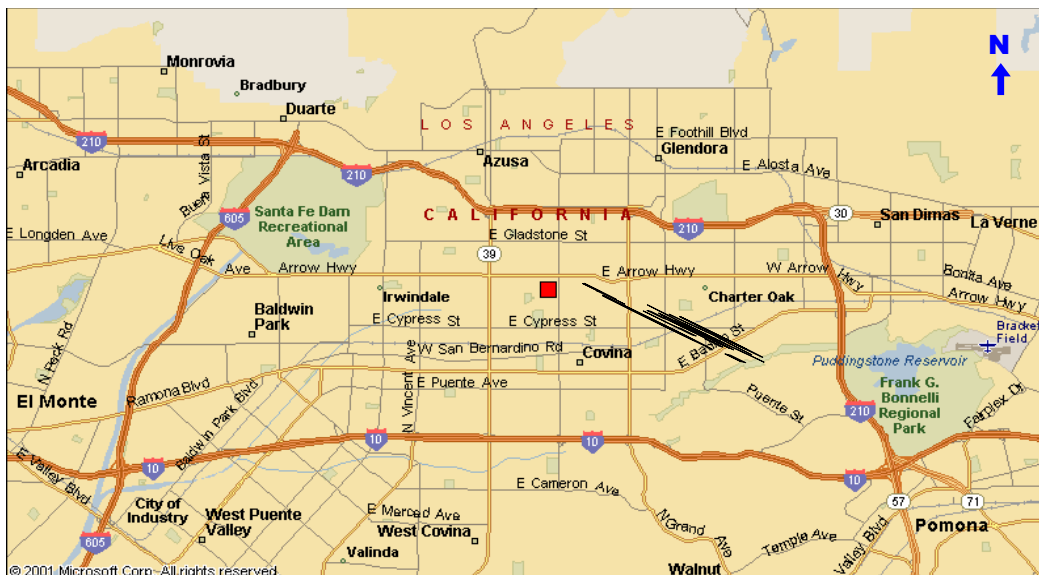 N
Monrovia
Bradbury
Duarte
LOS ANGELES
E Foothill Blvd
Glendora
210
Buena Vista St
Azusa
E Alosta Ave
Arcadia
210
605
Santa Fe Dam
Recreational
Area
CALIFORNIA
30
San Dimas
La Verne
210
E Longden Ave
Live Oak
Ave
E Gladstone St
39
Arrow Hwy
E Arrow Hwy
W Arrow
Hwy
Bonita Ave
Arrow Hwy
Irwindale
Charter Oak
Baldwin
Park
E Cypress St
E Cypress St
N Peck Rd
W San Bernardino Rd
Covina
Puddingstone Reservoir
Bracket
Field
N Vincent Ave
E Puente Ave
Ramona Blvd
El Monte
Baldwin Park Blvd
Puente St
Frank G.
Bonnelli
Regional
Park
210
Fairplex Dr
10
10
10
10
E Valley Blvd
City of
Industry
West Puente
Valley
E Cameron Ave
E Merced Ave
West Covina
N Grand Ave
57
71
Pomona
605
Valinda
Walnut
Temple Ave
Valley Blvd
© 2001 Microsoft Corp. All rights reserved